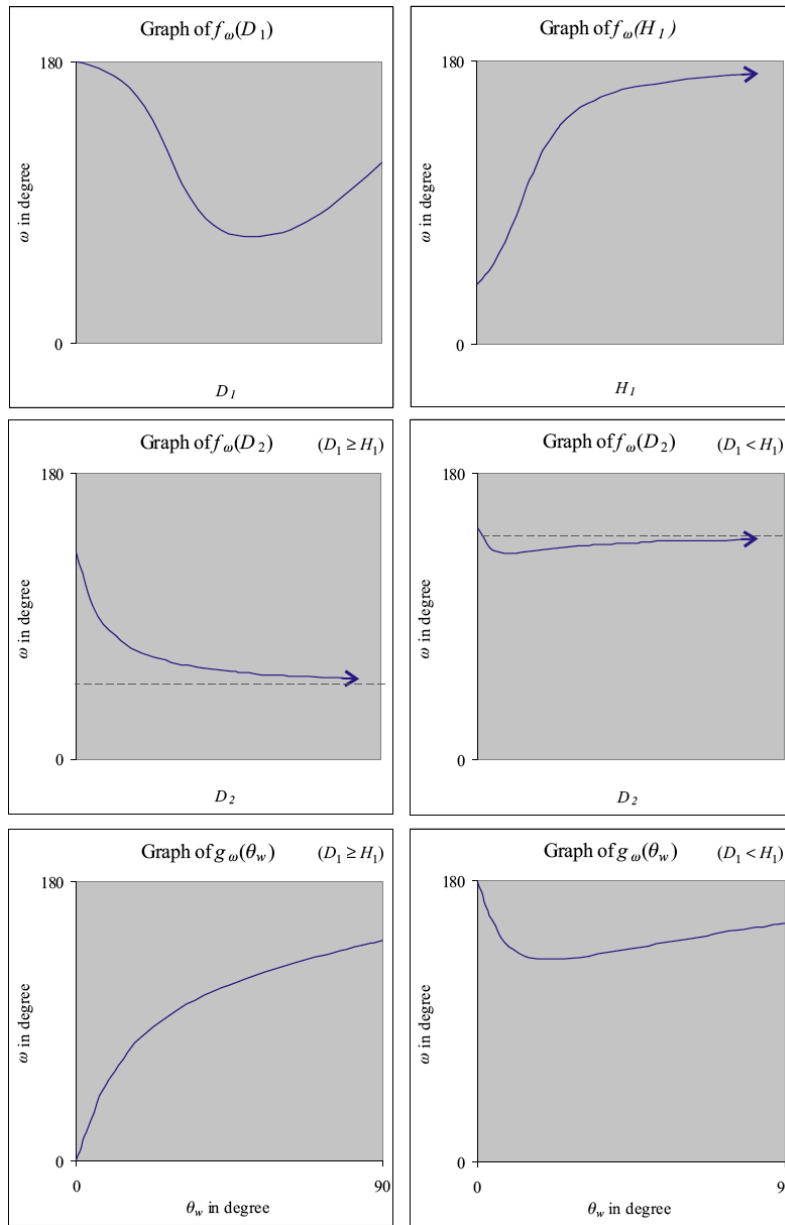 Graph of fω(D1)
180
ω in degree
0
D1
Graph of fω(H1)
180
ω in degree
0
H1
Graph of fω(D2) (D1 ≥ H1)
180
ω in degree
0
D2
Graph of fω(D2) (D1 < H1)
180
ω in degree
0
D2
Graph of gω(θw) (D1 ≥ H1)
180
ω in degree
0
0 90
θw in degree
Graph of gω(θw) (D1 < H1)
180
ω in degree
0
0
θw in degree